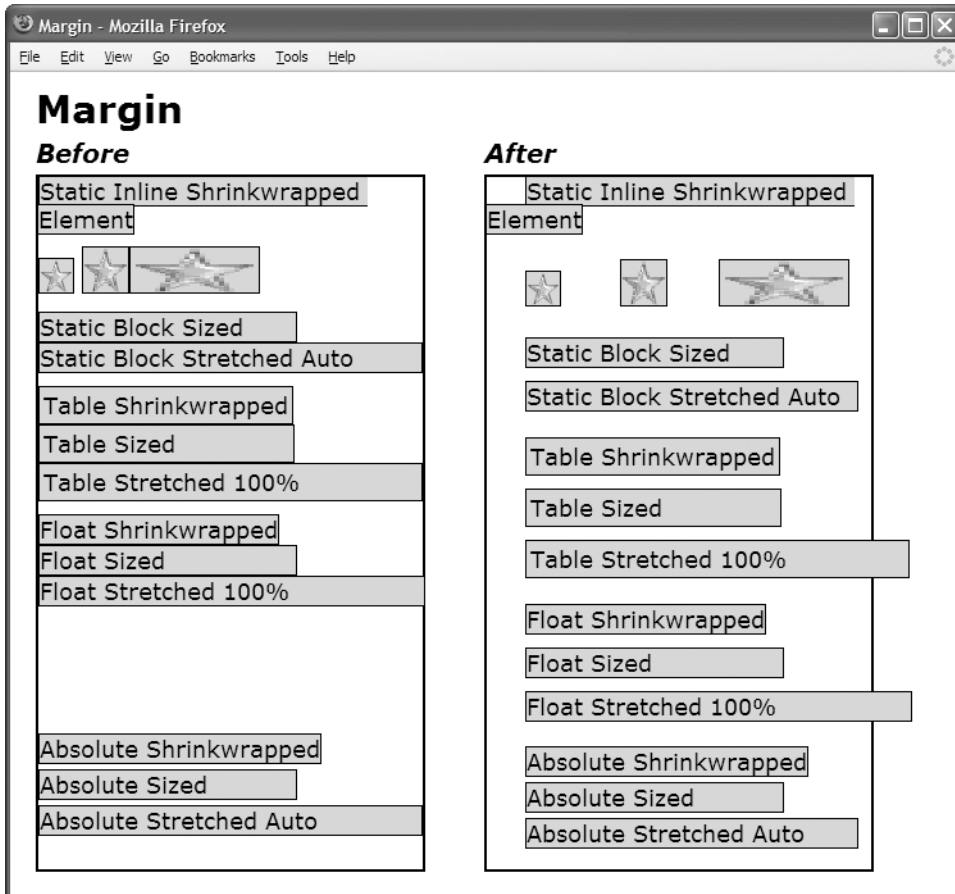 Margin - Mozilla Firefox
File Edit View Go Bookmarks Tools Help
Margin
Before
Static Inline Shrinkwrapped
Element
Static Block Sized
Static Block Stretched Auto
Table Shrinkwrapped
Table Sized
Table Stretched 100%
Float Shrinkwrapped
Float Sized
Float Stretched 100%
Absolute Shrinkwrapped
Absolute Sized
Absolute Stretched Auto
After
Static Inline Shrinkwrapped
Element
Static Block Sized
Static Block Stretched Auto
Table Shrinkwrapped
Table Sized
Table Stretched 100%
Float Shrinkwrapped
Float Sized
Float Stretched 100%
Absolute Shrinkwrapped
Absolute Sized
Absolute Stretched Auto